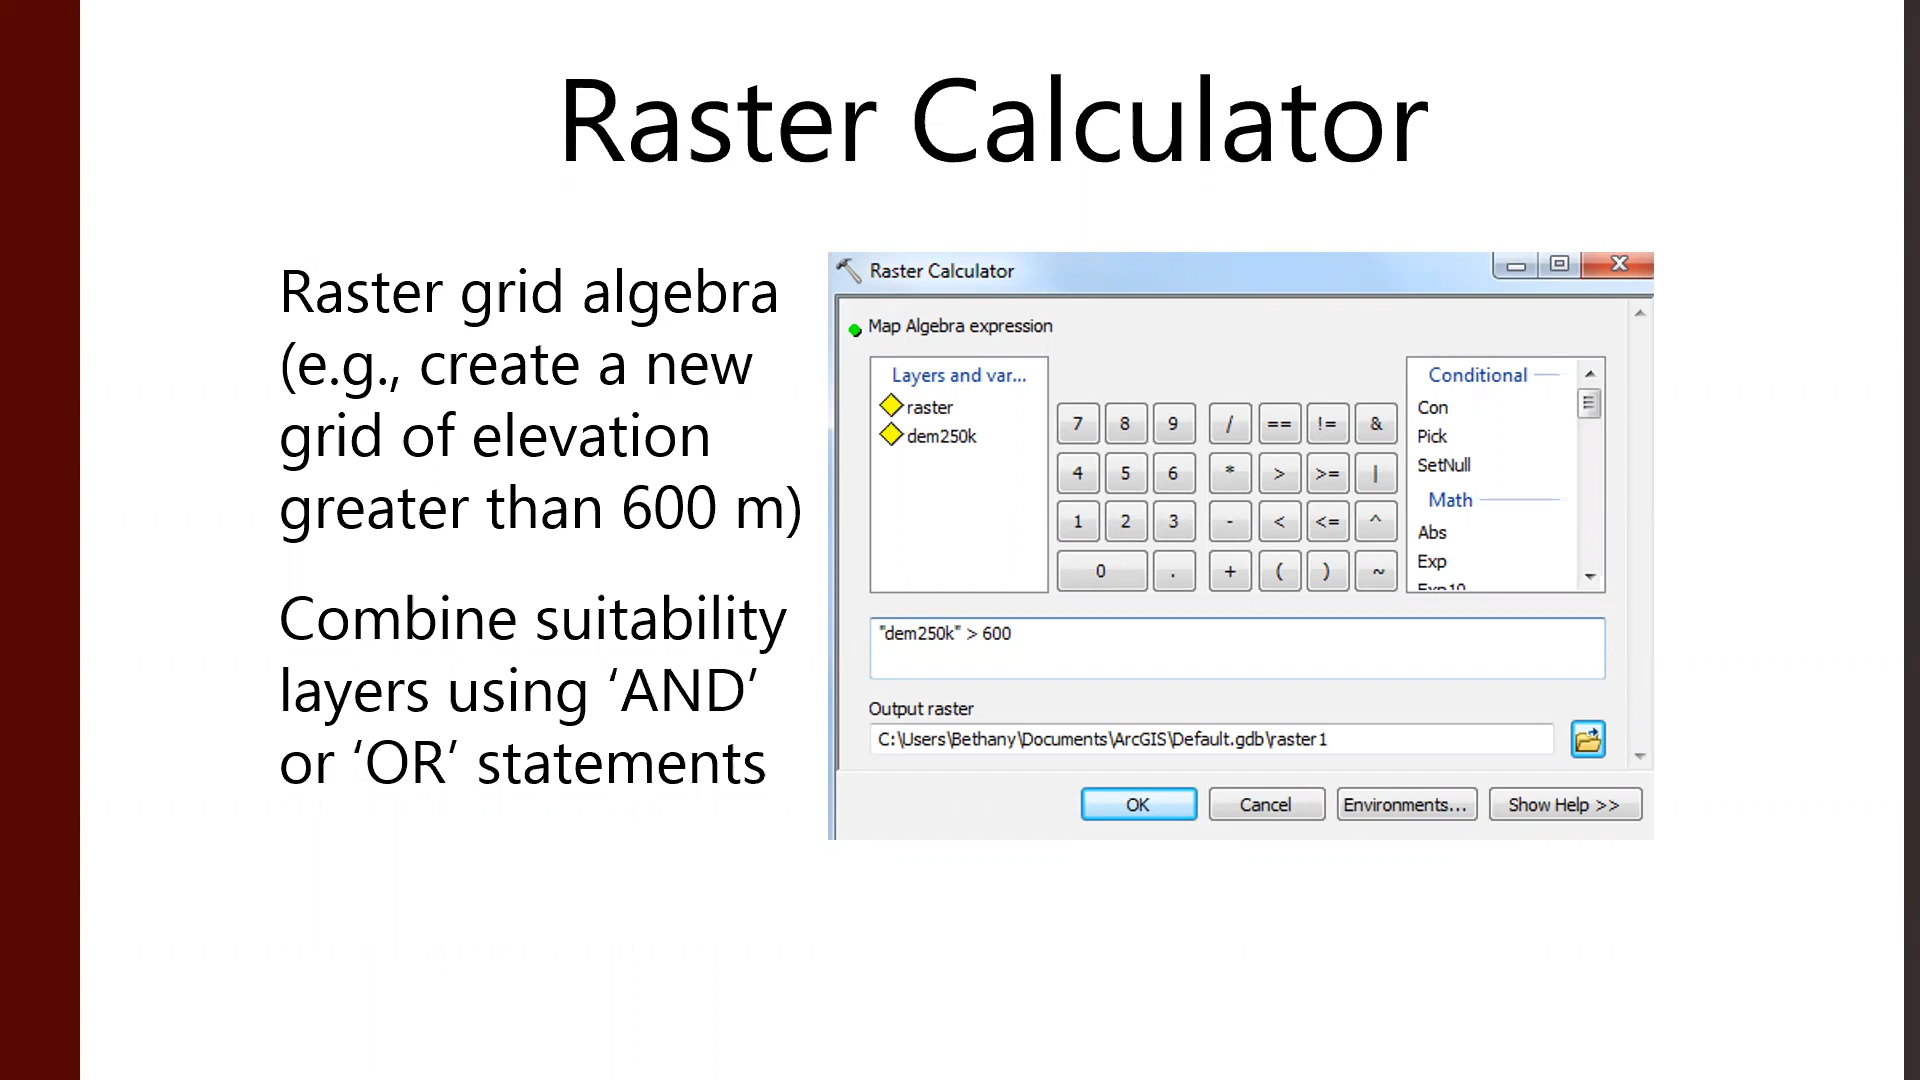 Raster Calculator
Raster grid algebra
(e.g., create a new
grid of elevation
greater than 600 m)
Combine suitability
layers using ‘AND’
or ‘OR’ statements
Raster Calculator
Map Algebra expression
Layers and var...
raster
dem250k
7 8 9 / == != &
4 5 6 * > >= |
1 2 3 - < <= ^
0 . + ( ) ~
Conditional
Con
Pick
SetNull
Math
Abs
Exp
Exp10
"dem250k" > 600
Output raster
C:\Users\Bethany\Documents\ArcGIS\Default.gdb\raster1
OK Cancel Environments... Show Help >>